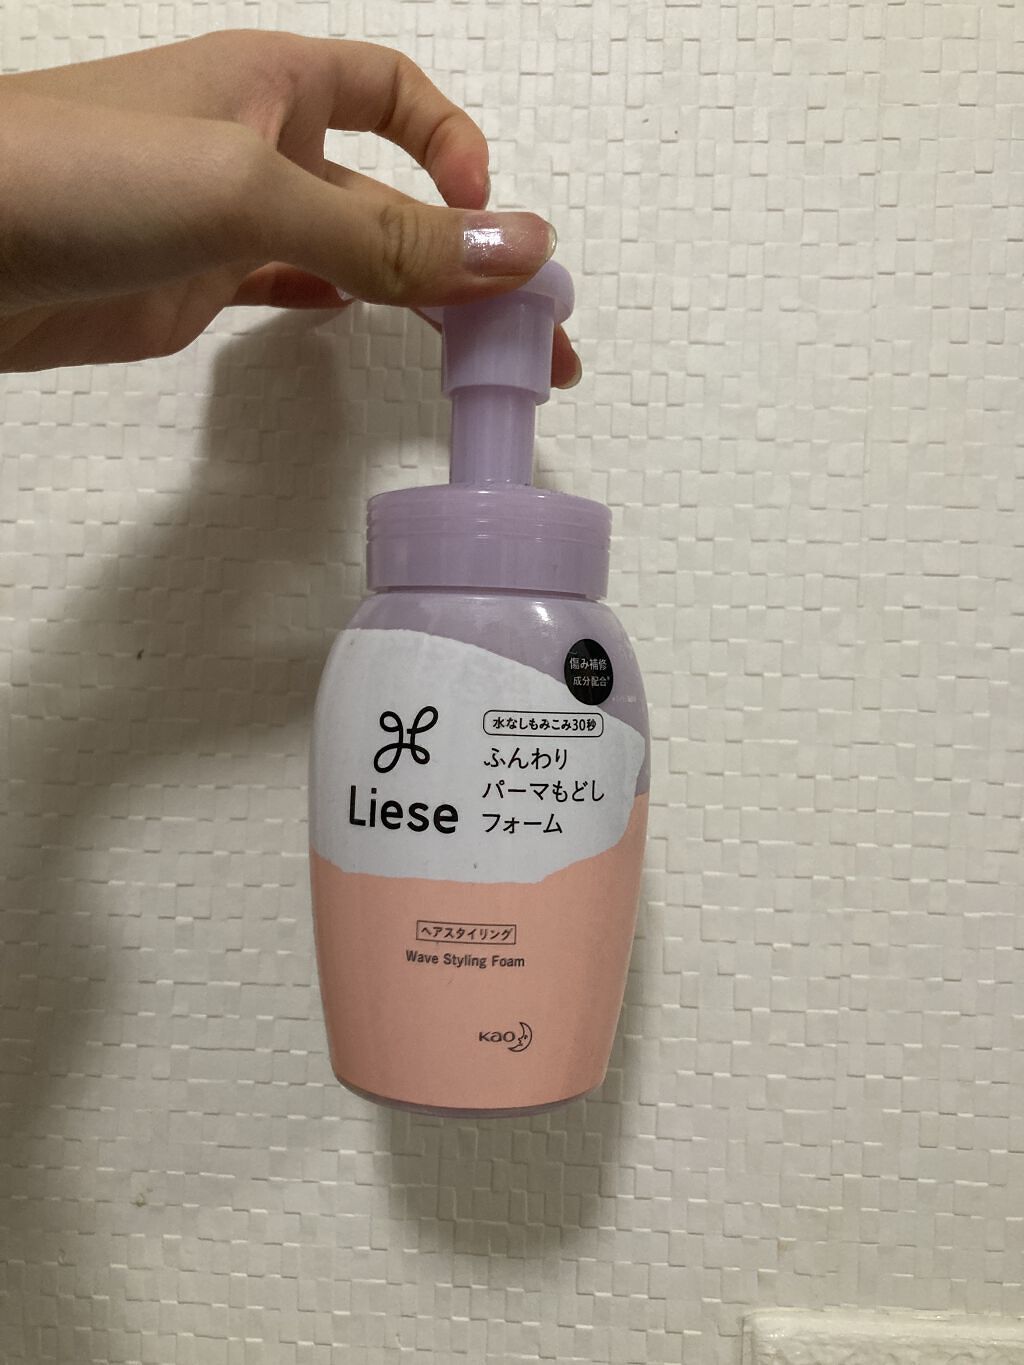 傷み補修
成分配合*
水なしもみこみ30秒
ふんわり
パーマもどし
フォーム
Liese
ヘアスタイリング
Wave Styling Foam
Kao